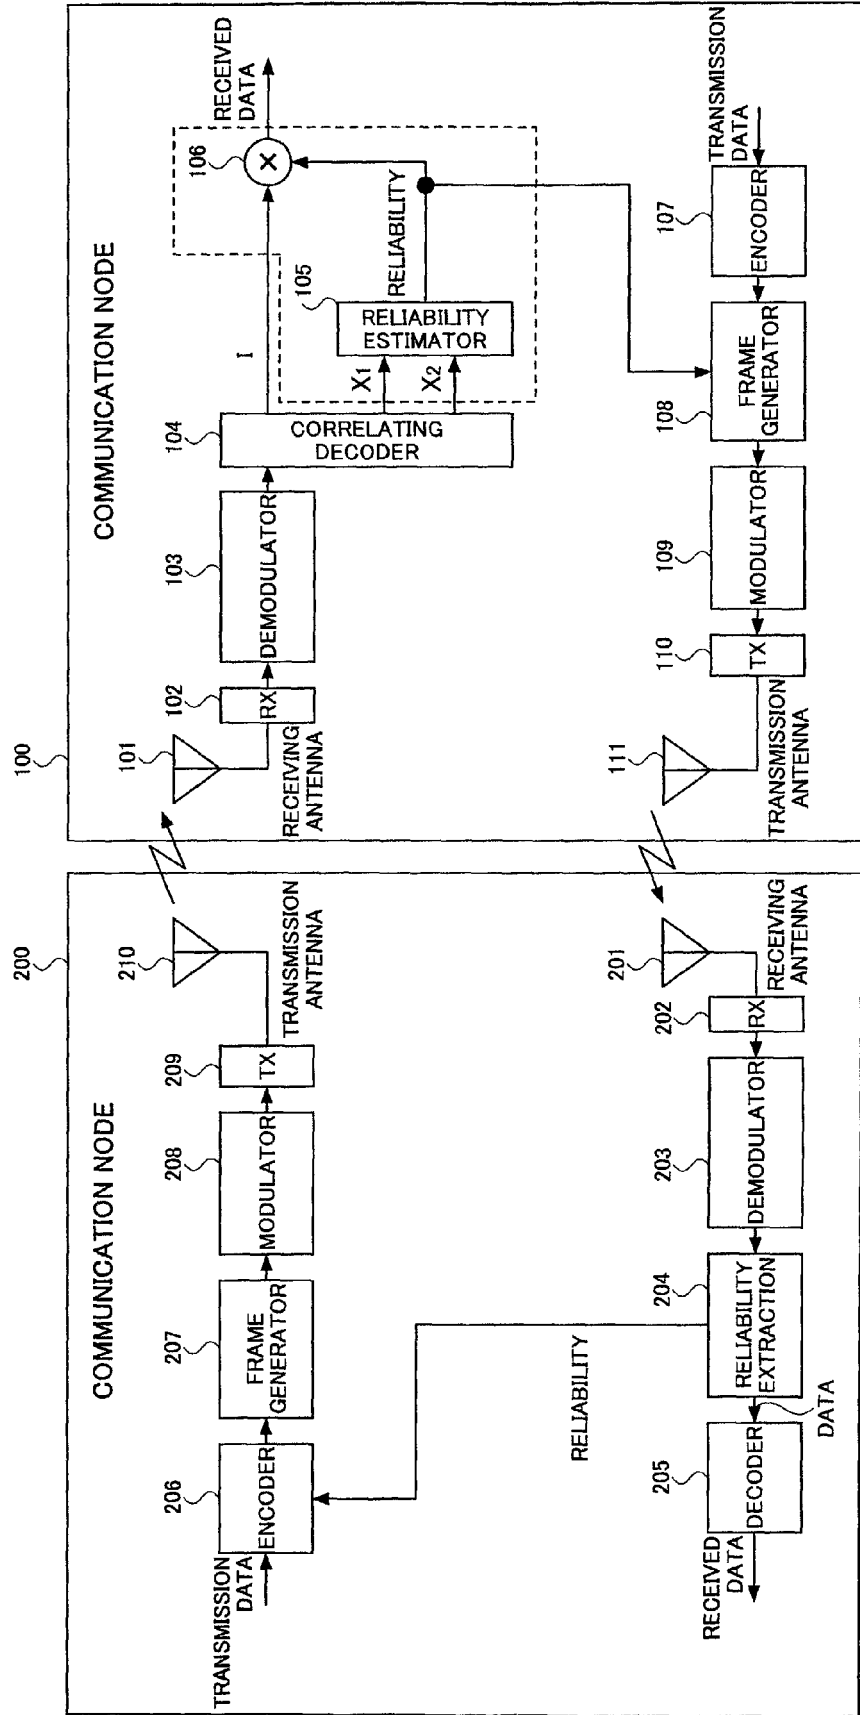 200
COMMUNICATION NODE
TRANSMISSION
DATA
206
ENCODER
207
FRAME
GENERATOR
208
MODULATOR
209
TX
210
TRANSMISSION
ANTENNA
RELIABILITY
RECEIVED
DATA
205
DECODER
DATA
204
RELIABILITY
EXTRACTION
203
DEMODULATOR
202
RX
201
RECEIVING
ANTENNA
100
COMMUNICATION NODE
101
RECEIVING
ANTENNA
102
RX
103
DEMODULATOR
104
CORRELATING
DECODER
I
X1
X2
105
RELIABILITY
ESTIMATOR
RELIABILITY
106
×
RECEIVED
DATA
111
TRANSMISSION
ANTENNA
110
TX
109
MODULATOR
108
FRAME
GENERATOR
107
ENCODER
TRANSMISSION
DATA